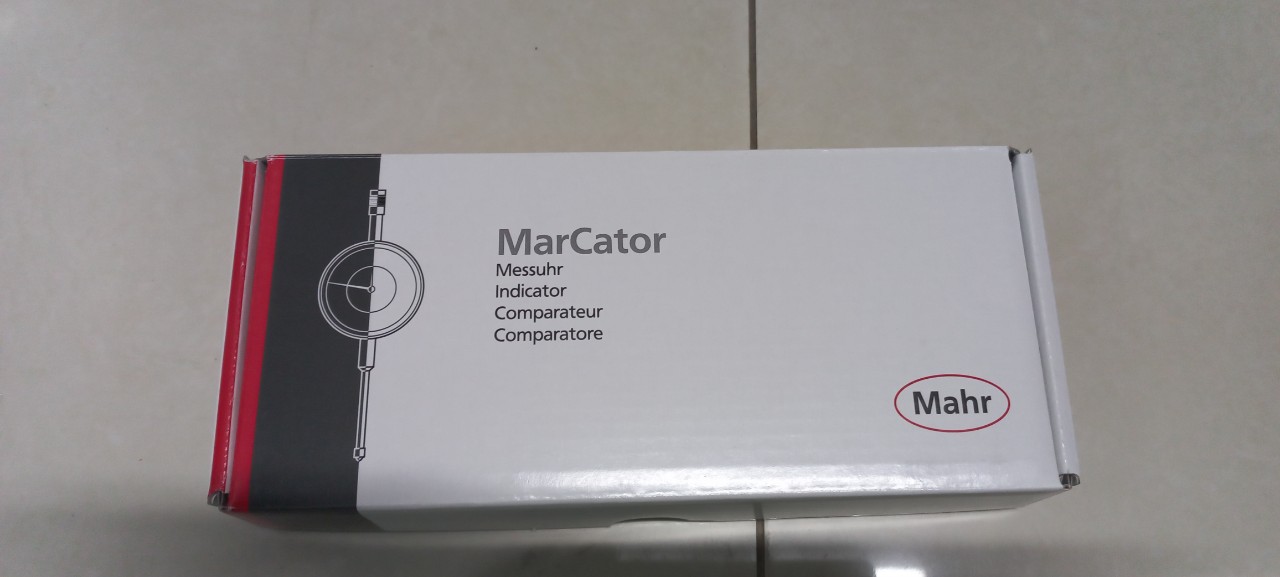 MarCator
Messuhr
Indicator
Comparateur
Comparatore
Mahr